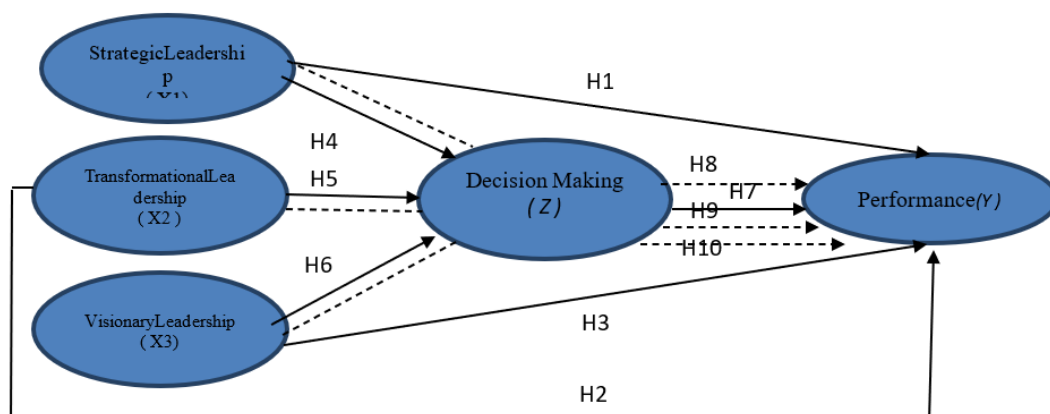 StrategicLeadershi
p
( X1)
H1
H4
TransformationalLea
dership
( X2 )
H5
Decision Making
( Z )
H8
H7
H9
H10
Performance(Y)
H6
VisionaryLeadership
( X3)
H3
H2